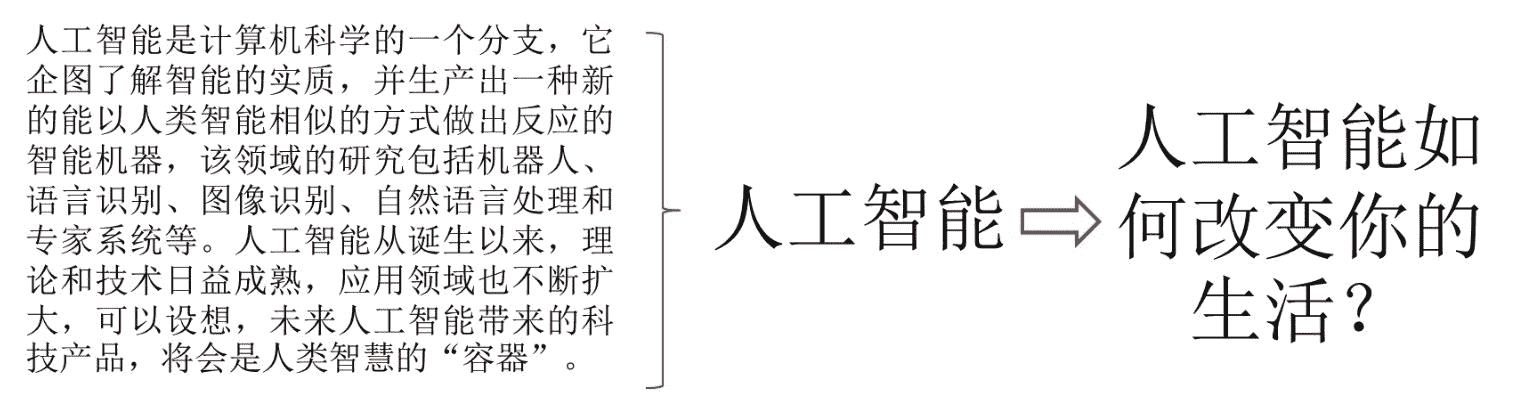 人工智能是计算机科学的一个分支，它
企图了解智能的实质，并生产出一种新
的能以人类智能相似的方式做出反应的
智能机器，该领域的研究包括机器人、
语言识别、图像识别、自然语言处理和
专家系统等。人工智能从诞生以来，理
论和技术日益成熟，应用领域也不断扩
大，可以设想，未来人工智能带来的科
技产品，将会是人类智慧的“容器”。
人工智能
人工智能如
何改变你的
生活？